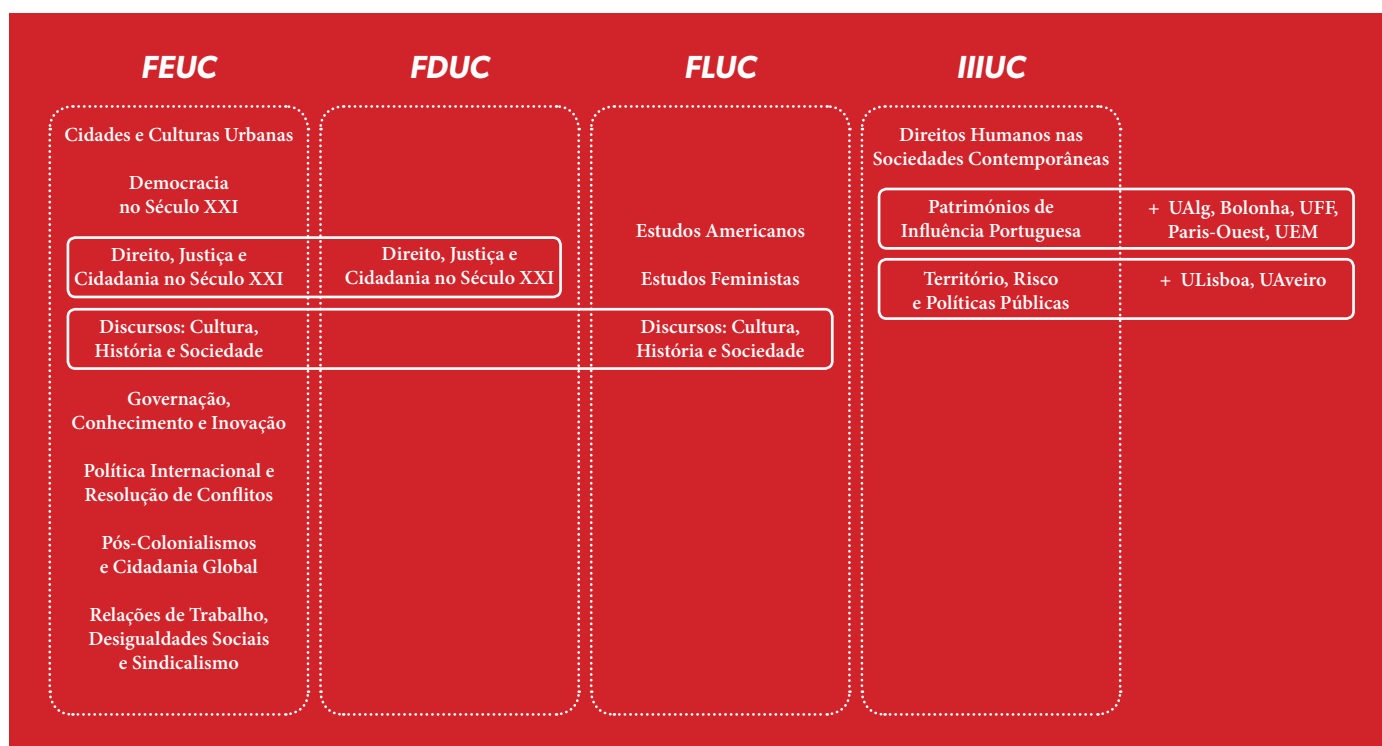 FEUC
FDUC
FLUC
IIIUC
Cidades e Culturas Urbanas
Democracia
no Século XXI
Direito, Justiça e
Cidadania no Século XXI
Discursos: Cultura,
História e Sociedade
Governação,
Conhecimento e Inovação
Política Internacional e
Resolução de Conflitos
Pós-Colonialismos
e Cidadania Global
Relações de Trabalho,
Desigualdades Sociais
e Sindicalismo
Direito, Justiça e
Cidadania no Século XXI
Estudos Americanos
Estudos Feministas
Discursos: Cultura,
História e Sociedade
Direitos Humanos nas
Sociedades Contemporâneas
Patrimónios de
Influência Portuguesa
+ UAlg, Bolonha, UFF,
Paris-Ouest, UEM
Território, Risco
e Políticas Públicas
+ ULisboa, UAveiro